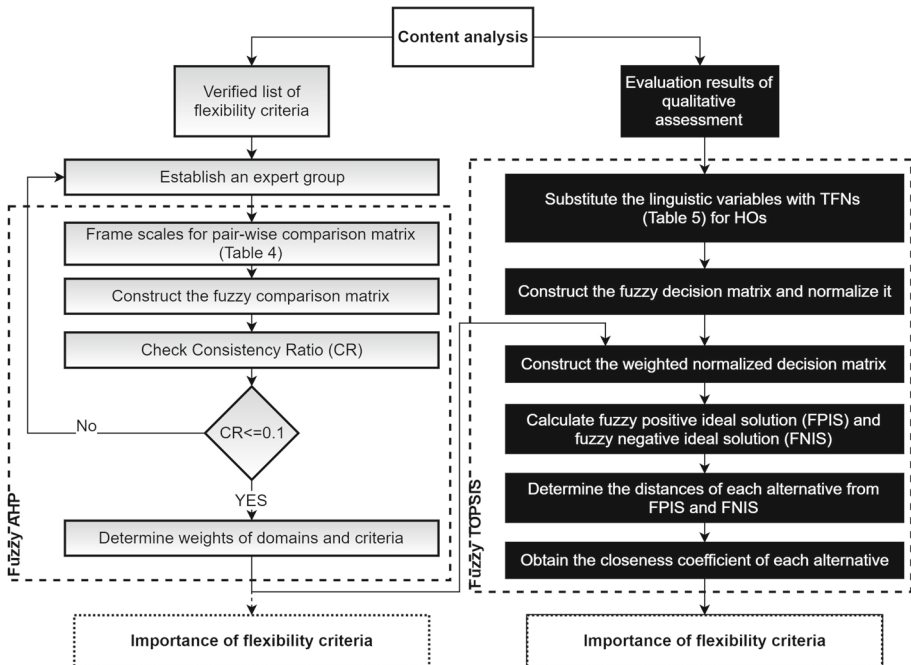 Content analysis
Verified list of
flexibility criteria
Establish an expert group
Frame scales for pair-wise comparison matrix
(Table 4)
Construct the fuzzy comparison matrix
Check Consistency Ratio (CR)
CR<=0.1
No
YES
Determine weights of domains and criteria
Fuzzy AHP
Importance of flexibility criteria
Evaluation results of
qualitative
assessment
Substitute the linguistic variables with TFNs
(Table 5) for HOs
Construct the fuzzy decision matrix and normalize it
Construct the weighted normalized decision matrix
Calculate fuzzy positive ideal solution (FPIS) and
fuzzy negative ideal solution (FNIS)
Determine the distances of each alternative from
FPIS and FNIS
Obtain the closeness coefficient of each alternative
Fuzzy TOPSIS
Importance of flexibility criteria